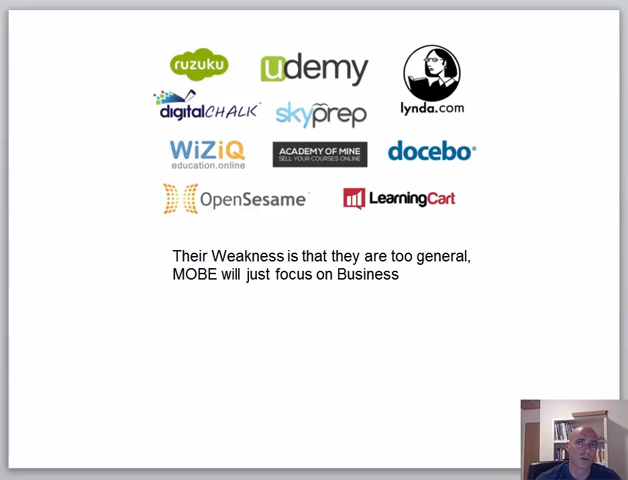 ruzuku
udemy
lynda.com
digitalCHALK
skyprep
WiZiQ
education.online
ACADEMY OF MINE
SELL YOUR COURSES ONLINE
docebo
OpenSesame
LearningCart
Their Weakness is that they are too general,
MOBE will just focus on Business